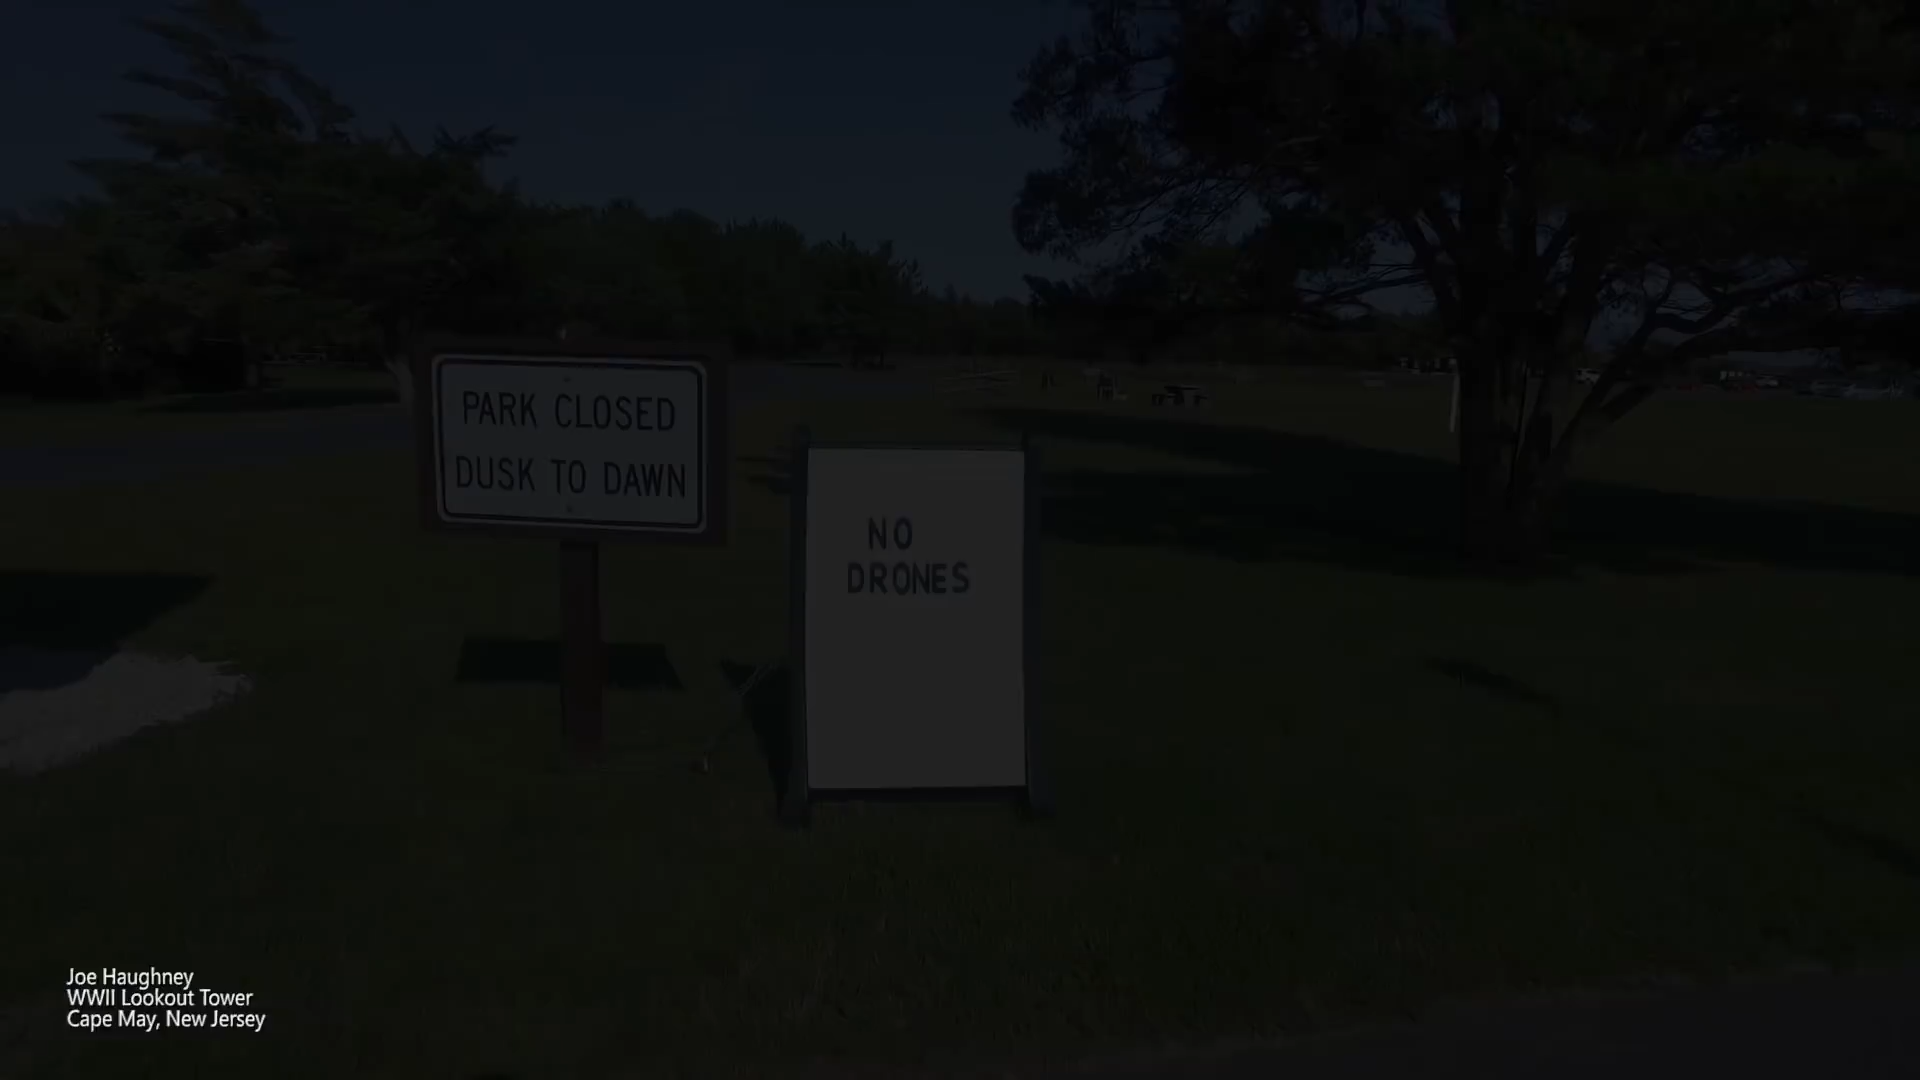 PARK CLOSED
DUSK TO DAWN
NO
DRONES
Joe Haughney
WWII Lookout Tower
Cape May, New Jersey